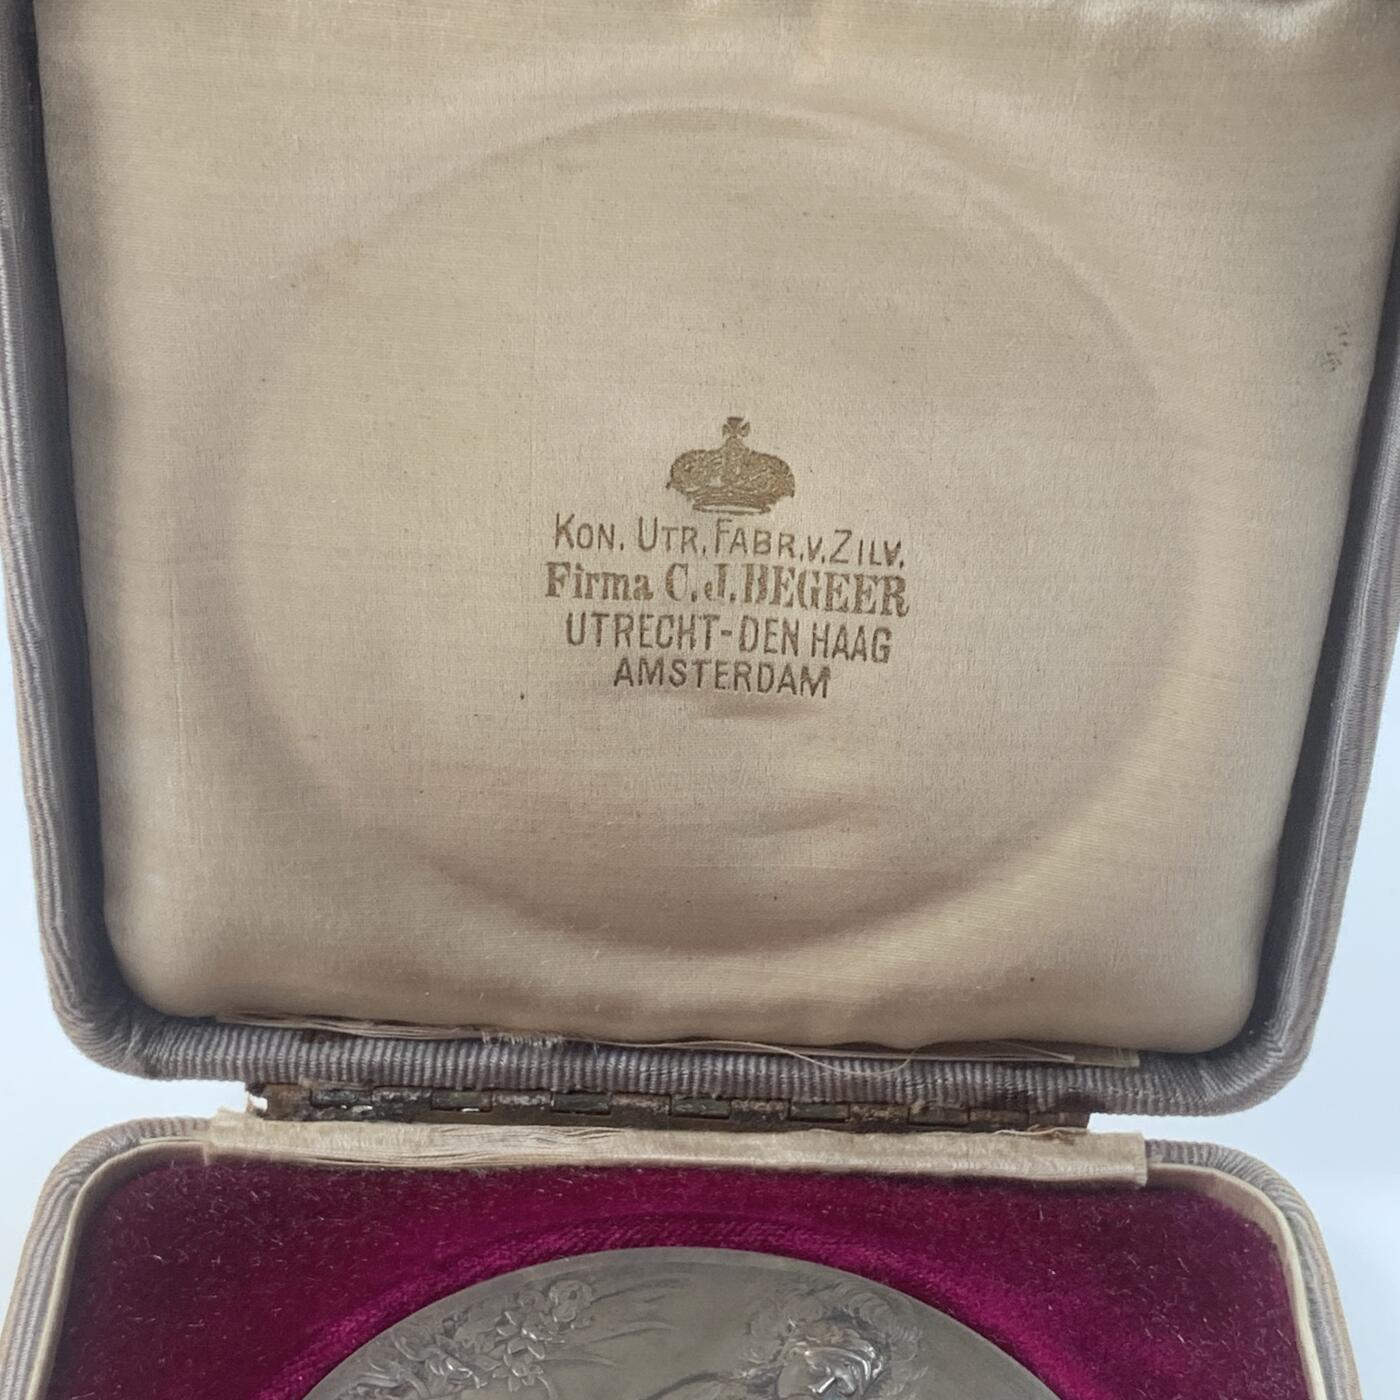 KON. UTR. FABR. v. ZILV.
Firma C. J. BEGEER
UTRECHT-DEN HAAG
AMSTERDAM